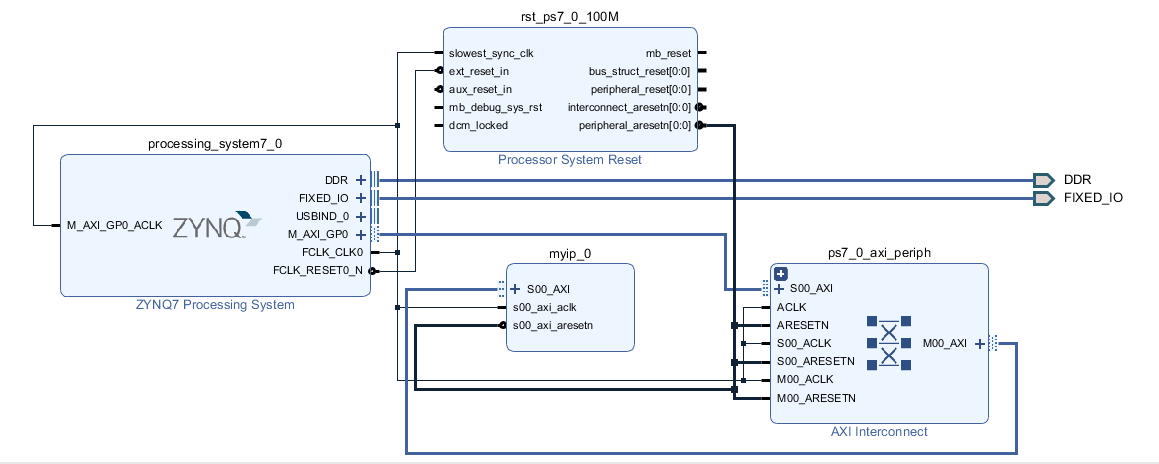 rst_ps7_0_100M
slowest_sync_clk
ext_reset_in
aux_reset_in
mb_debug_sys_rst
dcm_locked
mb_reset
bus_struct_reset[0:0]
peripheral_reset[0:0]
interconnect_aresetn[0:0]
peripheral_aresetn[0:0]
Processor System Reset
processing_system7_0
M_AXI_GP0_ACLK
ZYNQ
DDR
FIXED_IO
USBIND_0
M_AXI_GP0
FCLK_CLK0
FCLK_RESET0_N
ZYNQ7 Processing System
DDR
FIXED_IO
myip_0
S00_AXI
s00_axi_aclk
s00_axi_aresetn
ps7_0_axi_periph
S00_AXI
ACLK
ARESETN
S00_ACLK
S00_ARESETN
M00_ACLK
M00_ARESETN
M00_AXI
AXI Interconnect